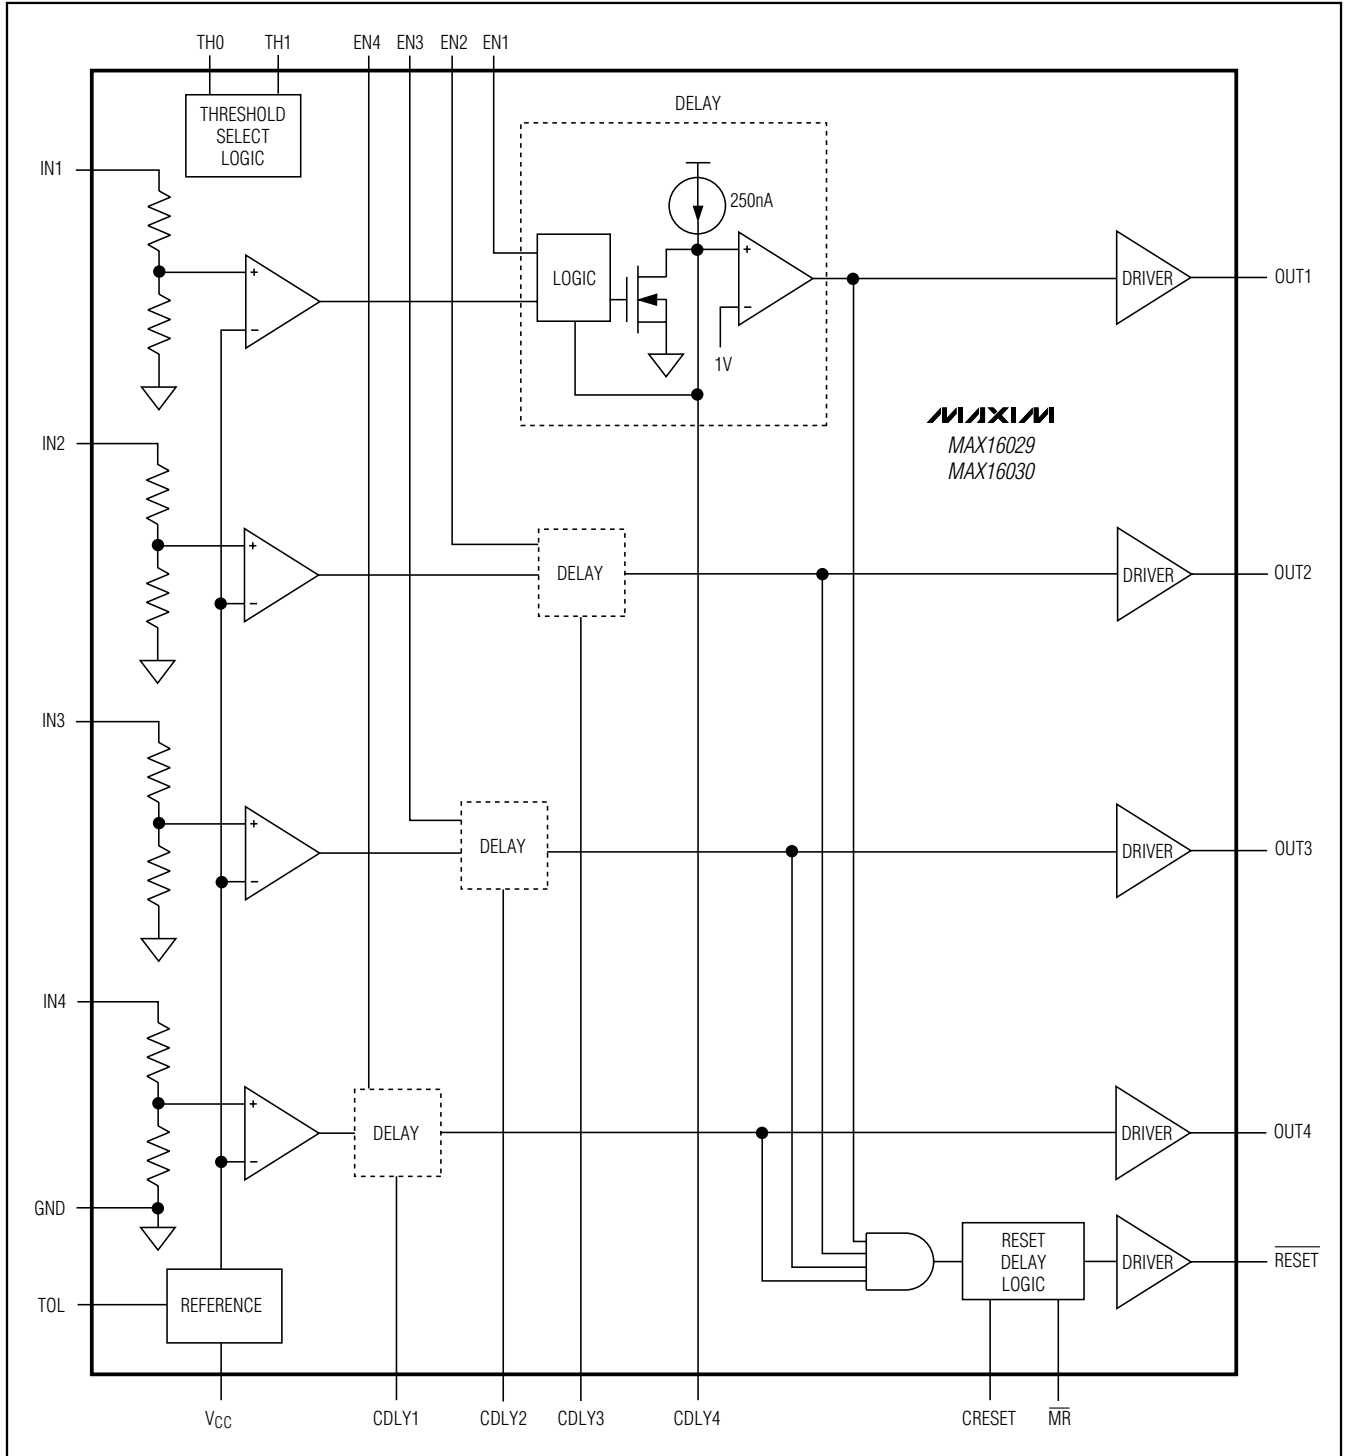 TH0 TH1 EN4 EN3 EN2 EN1
THRESHOLD
SELECT
LOGIC
DELAY
IN1
250nA
+
LOGIC
+
DRIVER
OUT1
−
−
1V
MAXIM
MAX16029
MAX16030
IN2
+
DELAY
DRIVER
OUT2
−
IN3
+
DELAY
DRIVER
OUT3
−
IN4
+
DELAY
DRIVER
OUT4
−
GND
RESET
DELAY
LOGIC
DRIVER
RESET
TOL
REFERENCE
VCC CDLY1 CDLY2 CDLY3 CDLY4 CRESET MR